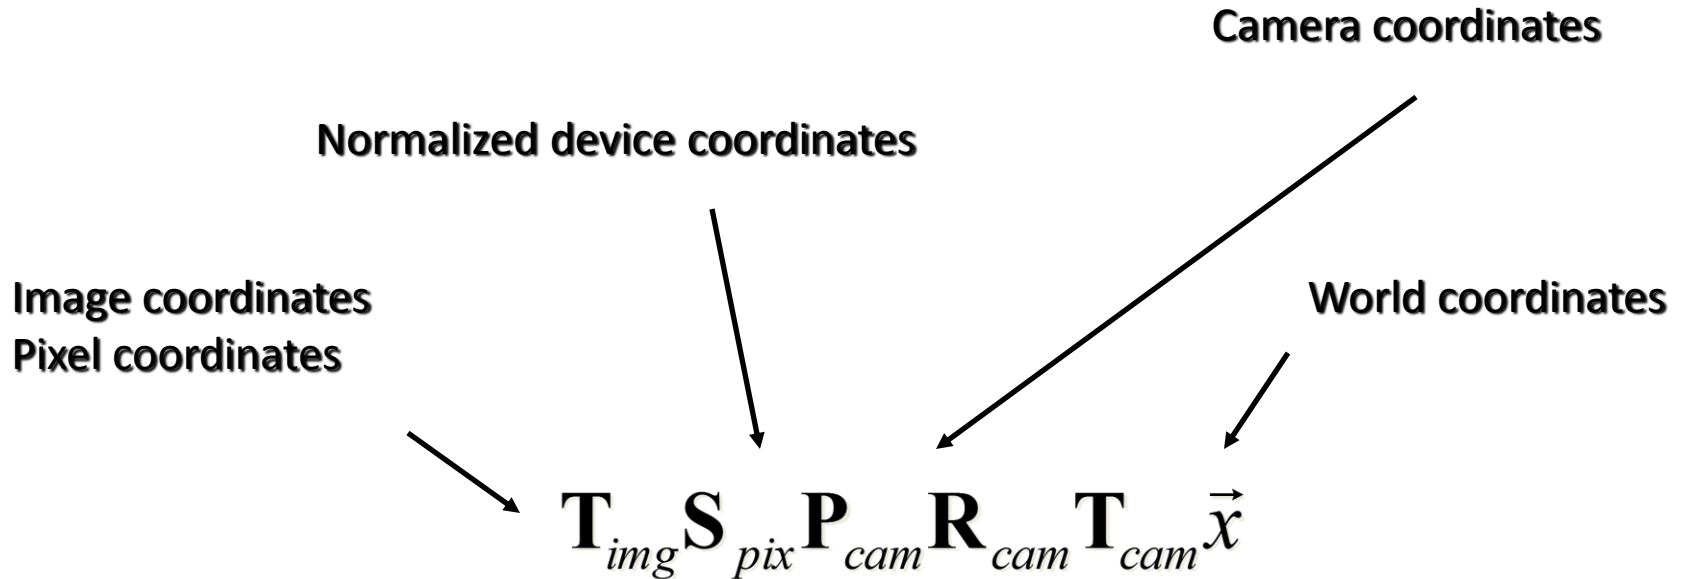 Camera coordinates
Normalized device coordinates
Image coordinates
Pixel coordinates
World coordinates
T_img S_pix P_cam R_cam T_cam x⃗